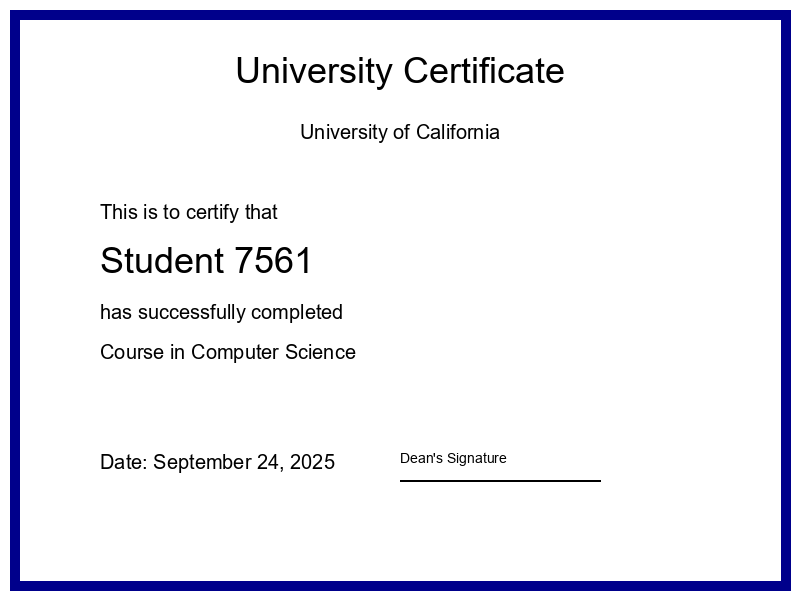 University Certificate
University of California
This is to certify that
Student 7561
has successfully completed
Course in Computer Science
Date: September 24, 2025
Dean's Signature